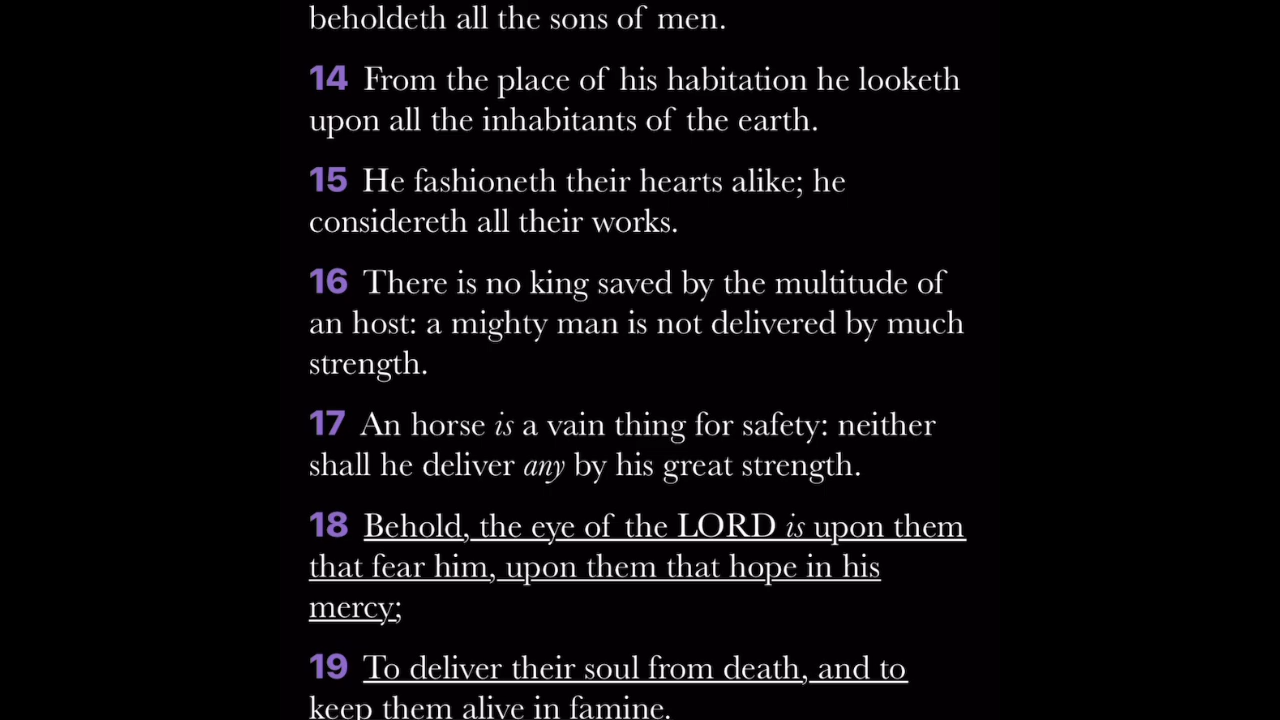 beholdeth all the sons of men.
14 From the place of his habitation he looketh
upon all the inhabitants of the earth.
15 He fashioneth their hearts alike; he
considereth all their works.
16 There is no king saved by the multitude of
an host: a mighty man is not delivered by much
strength.
17 An horse is a vain thing for safety: neither
shall he deliver any by his great strength.
18 Behold, the eye of the LORD is upon them
that fear him, upon them that hope in his
mercy;
19 To deliver their soul from death, and to
keep them alive in famine.